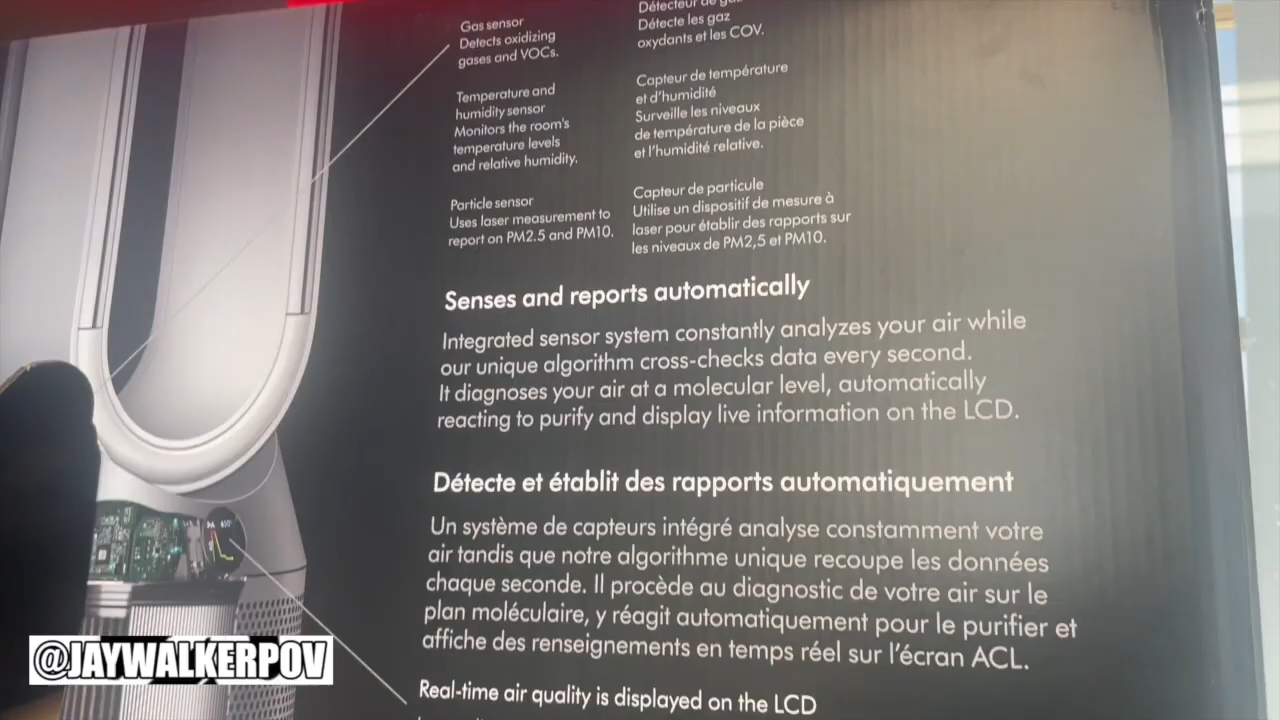 Gas sensor
Detects oxidizing
gases and VOCs.
Détecteur de gaz
Détecte les gaz
oxydants et les COV.
Temperature and
humidity sensor
Monitors the room's
temperature levels
and relative humidity.
Capteur de température
et d'humidité
Surveille les niveaux
de température de la pièce
et l'humidité relative.
Particle sensor
Uses laser measurement to
report on PM2.5 and PM10.
Capteur de particule
Utilise un dispositif de mesure à
laser pour établir des rapports sur
les niveaux de PM2,5 et PM10.
Senses and reports automatically
Integrated sensor system constantly analyzes your air while
our unique algorithm cross-checks data every second.
It diagnoses your air at a molecular level, automatically
reacting to purify and display live information on the LCD.
Détecte et établit des rapports automatiquement
Un système de capteurs intégré analyse constamment votre
air tandis que notre algorithme unique recoupe les données
chaque seconde. Il procède au diagnostic de votre air sur le
plan moléculaire, y réagit automatiquement pour le purifier et
affiche des renseignements en temps réel sur l'écran ACL.
Real-time air quality is displayed on the LCD
@JAYWALKERPOV